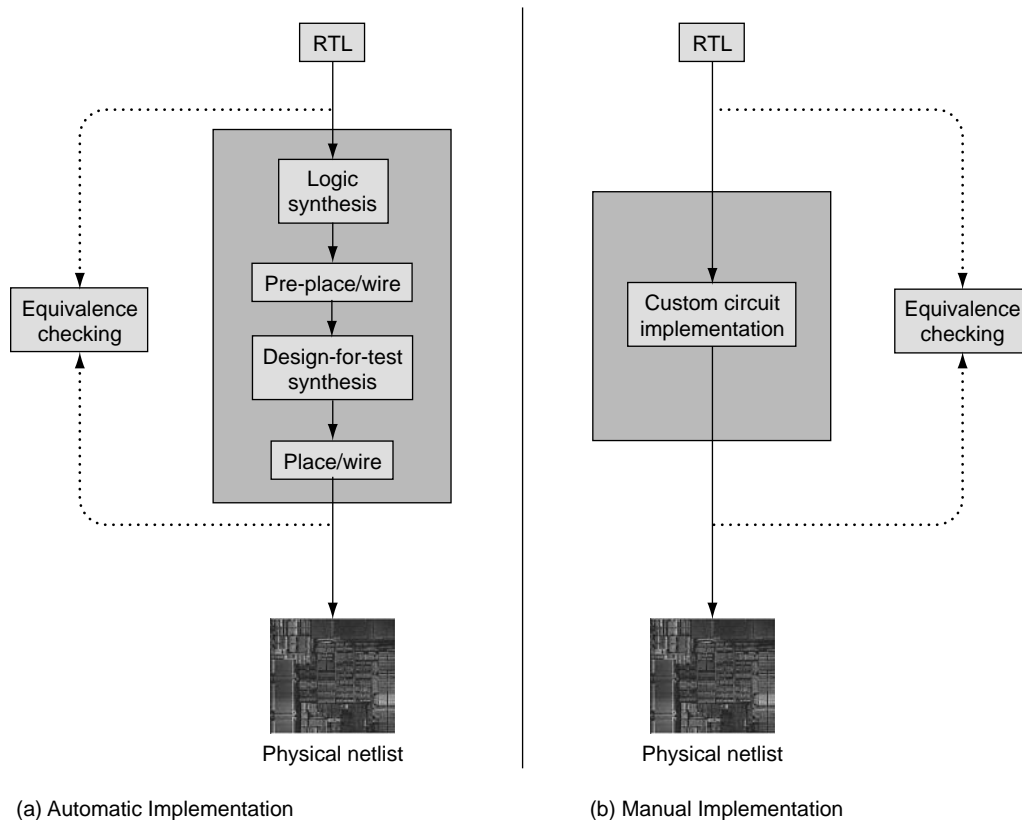 RTL
Logic
synthesis
Pre-place/wire
Design-for-test
synthesis
Place/wire
Equivalence
checking
Physical netlist
(a) Automatic Implementation
RTL
Custom circuit
implementation
Equivalence
checking
Physical netlist
(b) Manual Implementation